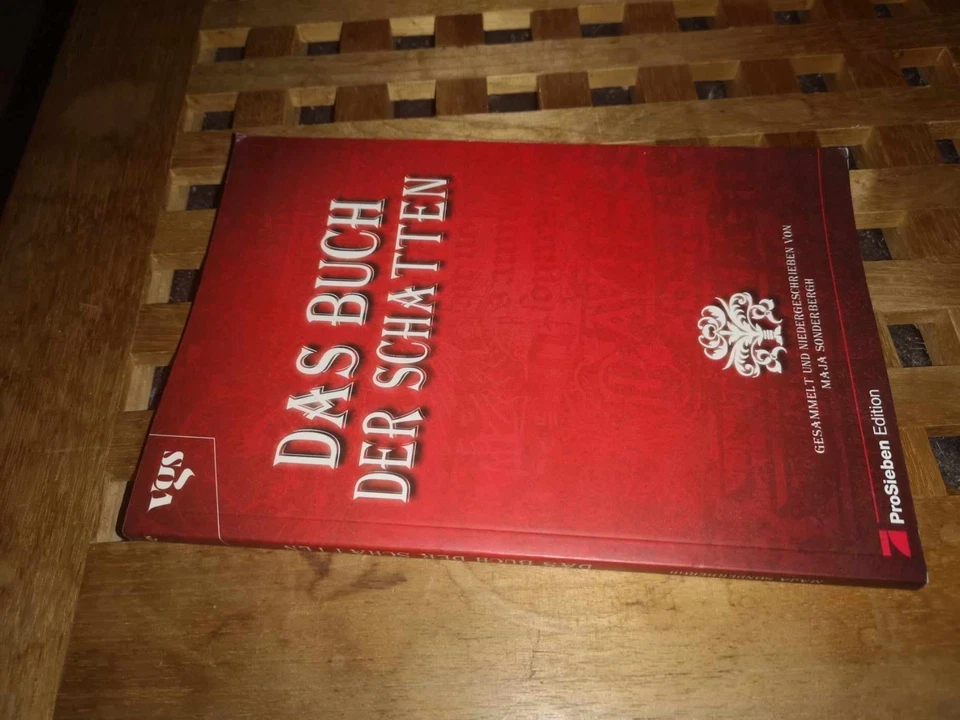 vgs
DAS BUCH
DER SCHATTEN
GESAMMELT UND NIEDERGESCHRIEBEN VON
MAJA SONDERBERGH
ProSieben Edition
DAS BUCH DER SCHATTEN
MAJA SONDERBERGH